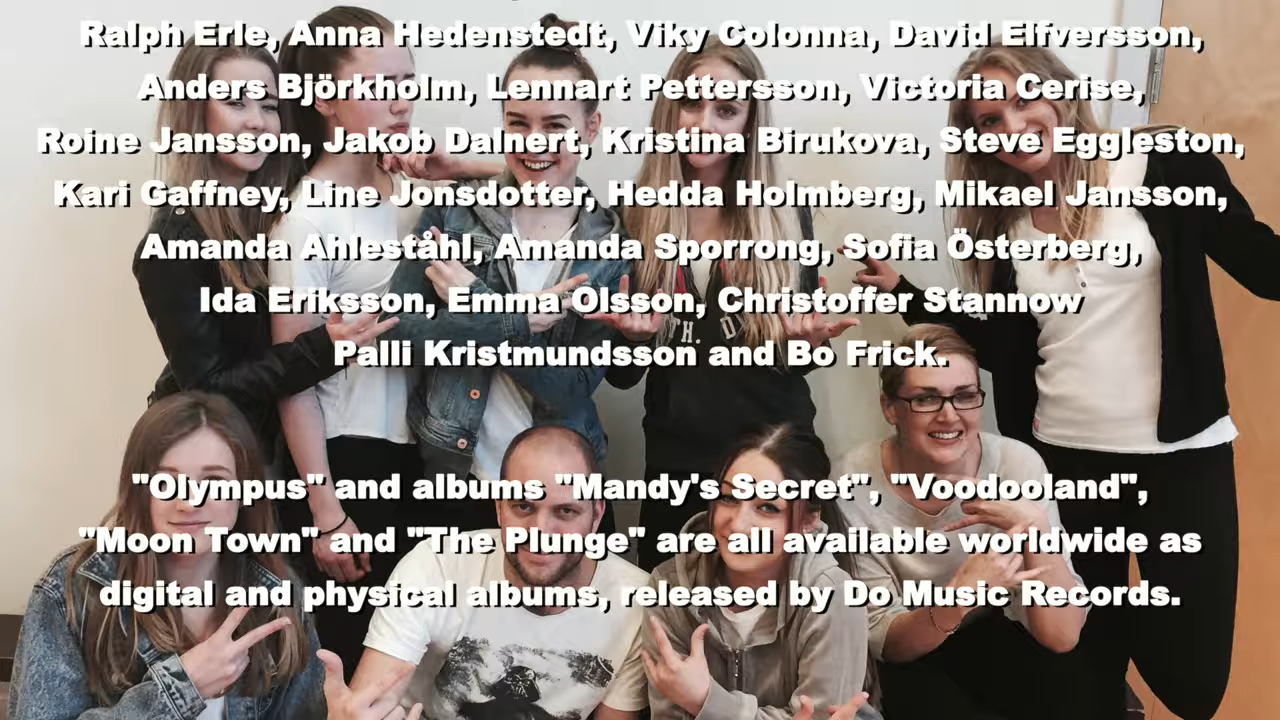 Ralph Erle, Anna Hedenstedt, Viky Colonna, David Elfversson,
Anders Björkholm, Lennart Pettersson, Victoria Cerise,
Roine Jansson, Jakob Dalnert, Kristina Birukova, Steve Eggleston,
Kari Gaffney, Line Jonsdotter, Hedda Holmberg, Mikael Jansson,
Amanda Ahleståhl, Amanda Sporrong, Sofia Österberg,
Ida Eriksson, Emma Olsson, Christoffer Stannow
TH. D
Palli Kristmundsson and Bo Frick.
"Olympus" and albums "Mandy's Secret", "Voodooland",
"Moon Town" and "The Plunge" are all available worldwide as
digital and physical albums, released by Do Music Records.